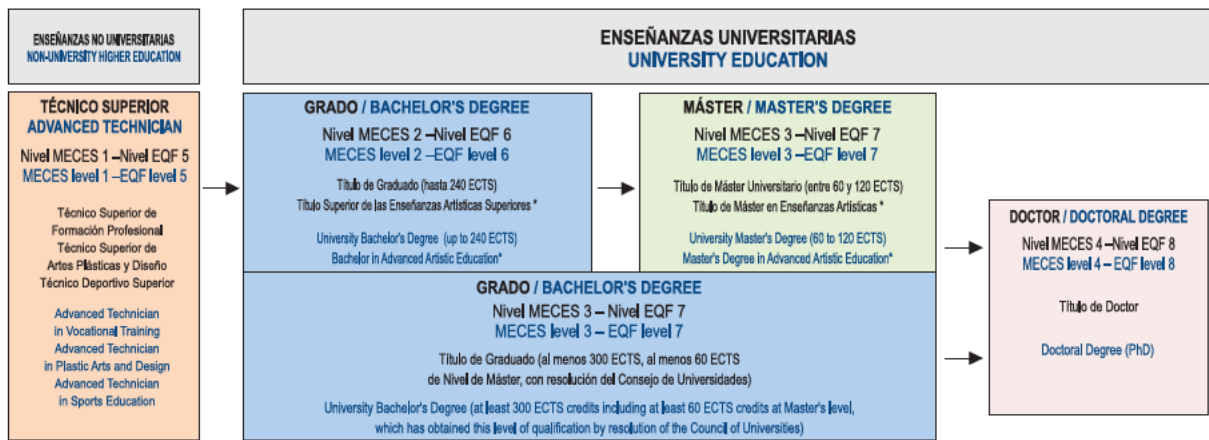 ENSEÑANZAS NO UNIVERSITARIAS
NON-UNIVERSITY HIGHER EDUCATION
ENSEÑANZAS UNIVERSITARIAS
UNIVERSITY EDUCATION
TÉCNICO SUPERIOR
ADVANCED TECHNICIAN
Nivel MECES 1 –Nivel EQF 5
MECES level 1 –EQF level 5
Técnico Superior de
Formación Profesional
Técnico Superior de
Artes Plásticas y Diseño
Técnico Deportivo Superior
Advanced Technician
in Vocational Training
Advanced Technician
in Plastic Arts and Design
Advanced Technician
in Sports Education
GRADO / BACHELOR'S DEGREE
Nivel MECES 2 –Nivel EQF 6
MECES level 2 –EQF level 6
Título de Graduado (hasta 240 ECTS)
Título Superior de las Enseñanzas Artísticas Superiores *
University Bachelor's Degree (up to 240 ECTS)
Bachelor in Advanced Artistic Education*
MÁSTER / MASTER'S DEGREE
Nivel MECES 3 –Nivel EQF 7
MECES level 3 –EQF level 7
Título de Máster Universitario (entre 60 y 120 ECTS)
Título de Máster en Enseñanzas Artísticas *
University Master's Degree (60 to 120 ECTS)
Master's Degree in Advanced Artistic Education*
GRADO / BACHELOR'S DEGREE
Nivel MECES 3 – Nivel EQF 7
MECES level 3 – EQF level 7
Título de Graduado (al menos 300 ECTS, al menos 60 ECTS
de Nivel de Máster, con resolución del Consejo de Universidades)
University Bachelor's Degree (at least 300 ECTS credits including at least 60 ECTS credits at Master's level,
which has obtained this level of qualification by resolution of the Council of Universities)
DOCTOR / DOCTORAL DEGREE
Nivel MECES 4 –Nivel EQF 8
MECES level 4 – EQF level 8
Título de Doctor
Doctoral Degree (PhD)